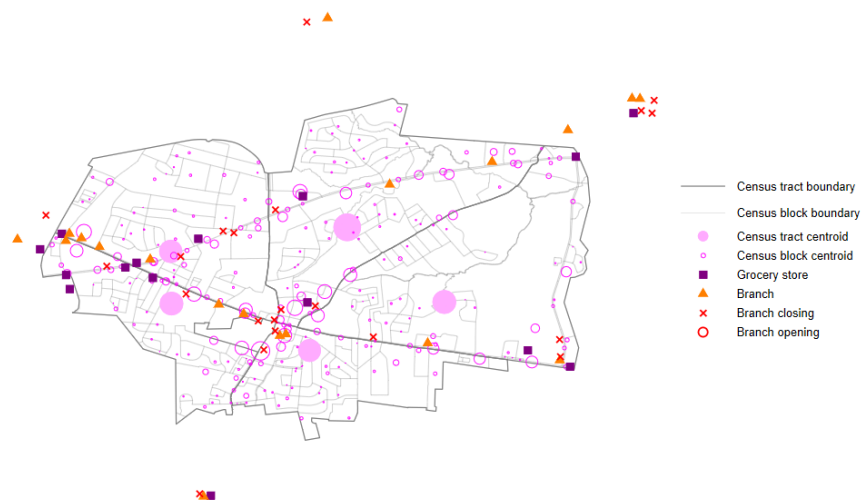 Census tract boundary
Census block boundary
Census tract centroid
Census block centroid
Grocery store
Branch
Branch closing
Branch opening